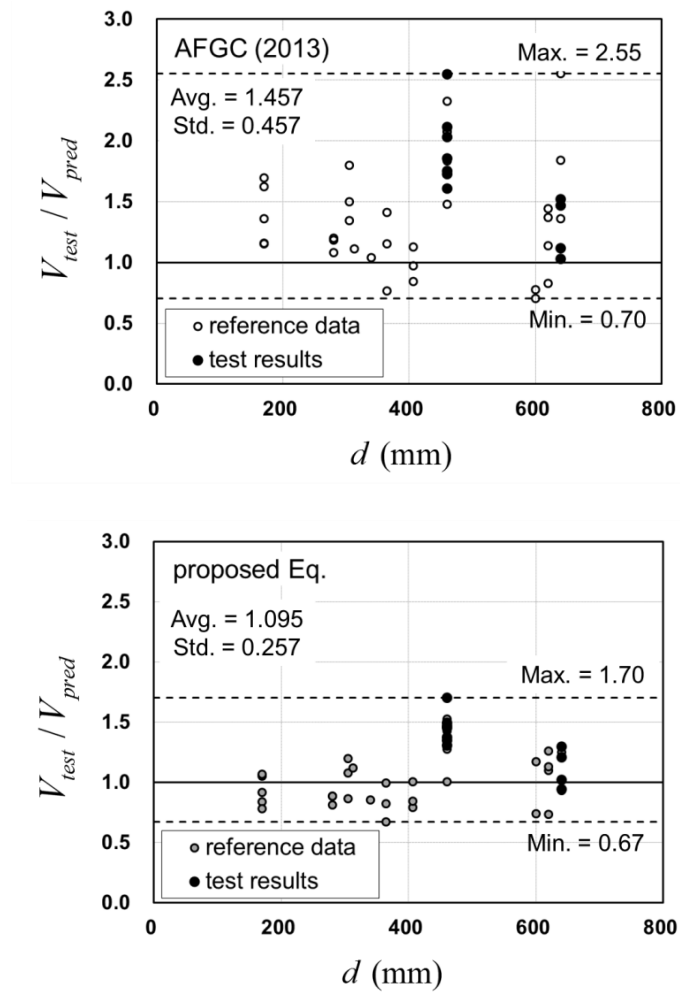 3.0
AFGC (2013)
Max. = 2.55
2.5
Avg. = 1.457
Std. = 0.457
2.0
1.5
1.0
0.5
Min. = 0.70
reference data
test results
0.0
0
200
400
600
800
V_test / V_pred
d (mm)
3.0
proposed Eq.
2.5
Avg. = 1.095
Std. = 0.257
2.0
Max. = 1.70
1.5
1.0
0.5
Min. = 0.67
reference data
test results
0.0
0
200
400
600
800
V_test / V_pred
d (mm)